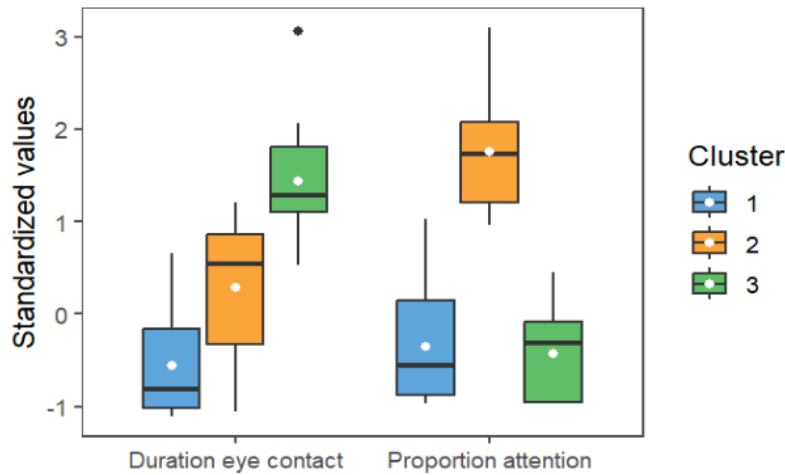 3
2
1
0
-1
Standardized values
Duration eye contact
Proportion attention
Cluster
1
2
3